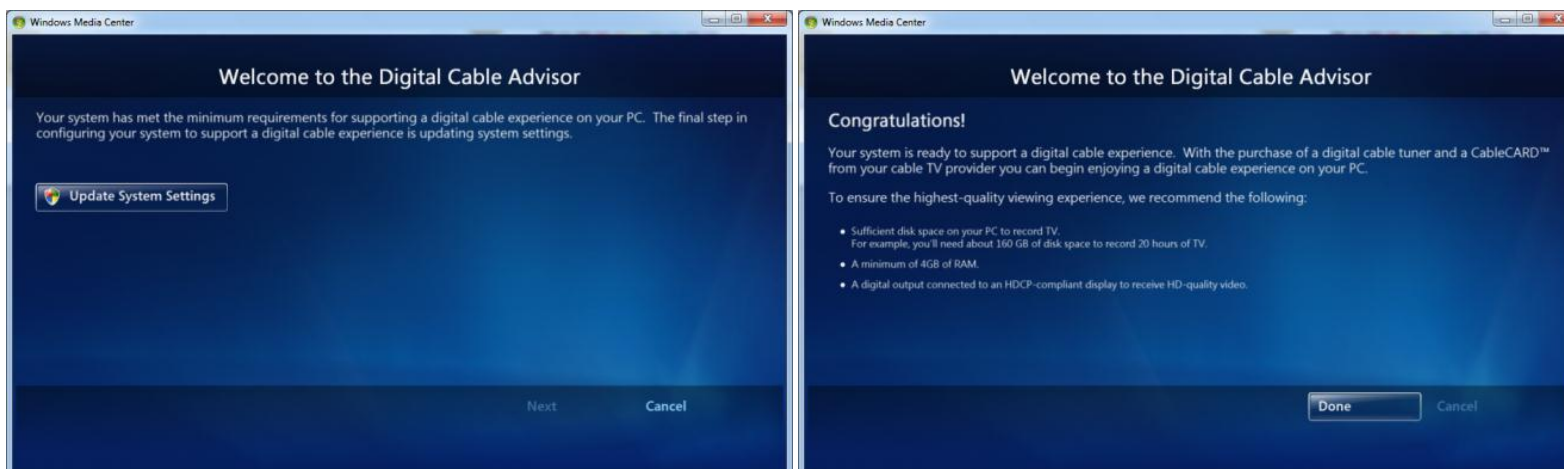 Windows Media Center
Welcome to the Digital Cable Advisor
Your system has met the minimum requirements for supporting a digital cable experience on your PC. The final step in
configuring your system to support a digital cable experience is updating system settings.
Update System Settings
Next
Cancel
Windows Media Center
Welcome to the Digital Cable Advisor
Congratulations!
Your system is ready to support a digital cable experience. With the purchase of a digital cable tuner and a CableCARD™
from your cable TV provider you can begin enjoying a digital cable experience on your PC.
To ensure the highest-quality viewing experience, we recommend the following:
• Sufficient disk space on your PC to record TV.
For example, you'll need about 160 GB of disk space to record 20 hours of TV.
• A minimum of 4GB of RAM.
• A digital output connected to an HDCP-compliant display to receive HD-quality video.
Done
Cancel